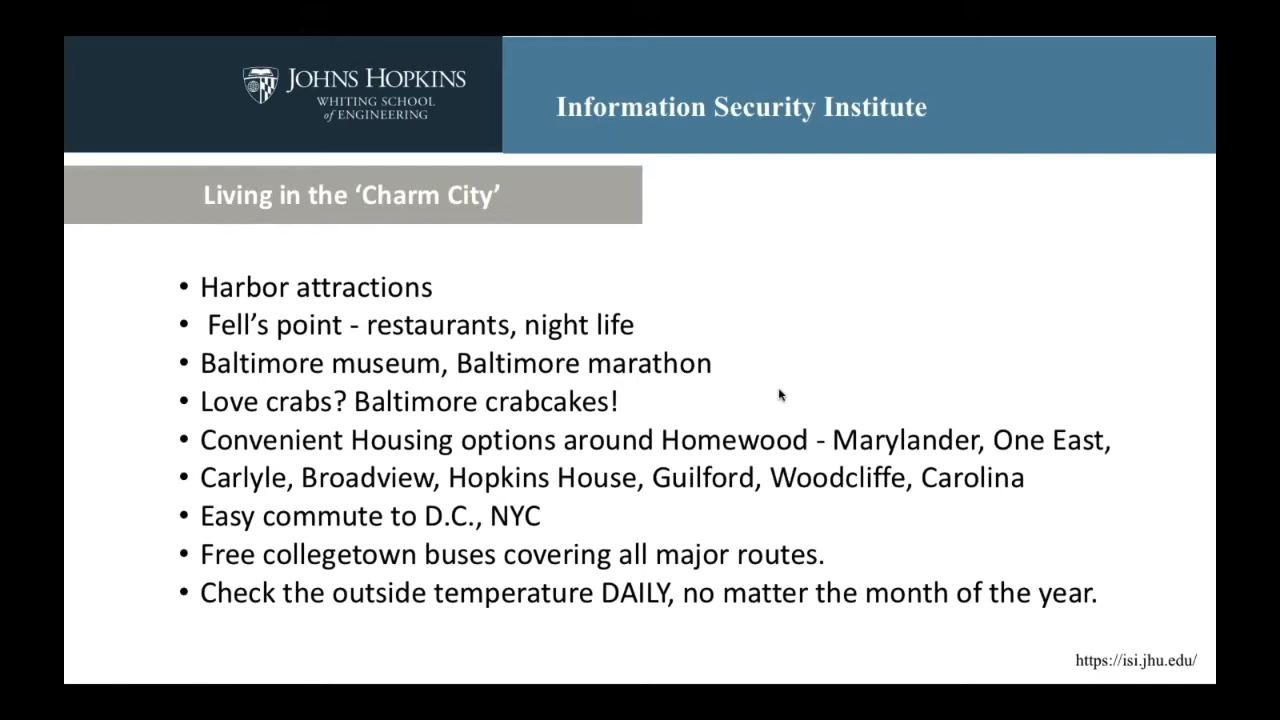 JOHNS HOPKINS
WHITING SCHOOL
of ENGINEERING
Information Security Institute
Living in the ‘Charm City’
• Harbor attractions
• Fell’s point - restaurants, night life
• Baltimore museum, Baltimore marathon
• Love crabs? Baltimore crabcakes!
• Convenient Housing options around Homewood - Marylander, One East,
• Carlyle, Broadview, Hopkins House, Guilford, Woodcliffe, Carolina
• Easy commute to D.C., NYC
• Free collegetown buses covering all major routes.
• Check the outside temperature DAILY, no matter the month of the year.
https://isi.jhu.edu/